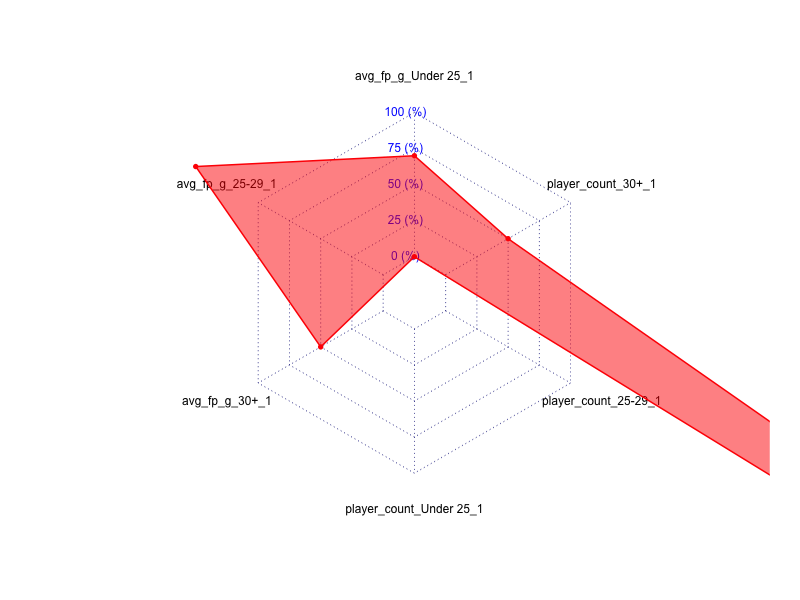 avg_fp_g_Under 25_1
100 (%)
75 (%)
avg_fp_g_25-29_1
50 (%)
player_count_30+_1
25 (%)
0 (%)
avg_fp_g_30+_1
player_count_25-29_1
player_count_Under 25_1